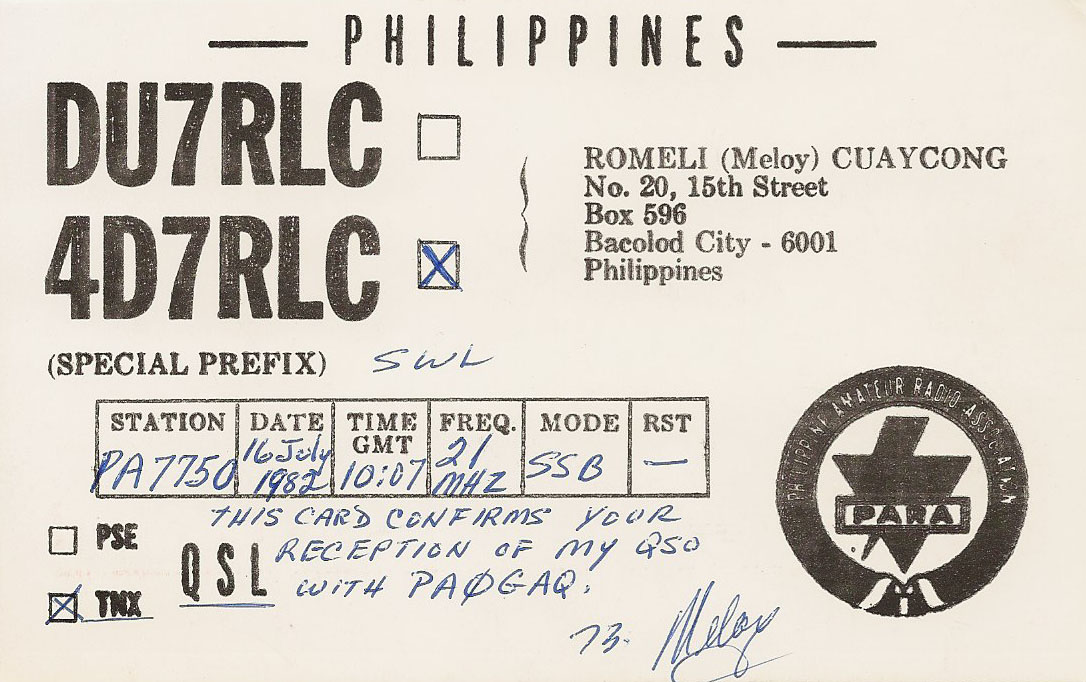 PHILIPPINES
DU7RLC
4D7RLC
(SPECIAL PREFIX) SWL
ROMELI (Meloy) CUAYCONG
No. 20, 15th Street
Box 596
Bacolod City - 6001
Philippines
STATION DATE TIME GMT FREQ. MODE RST
PA7750 16 July 1982 10:07 21 MHZ SSB —
PSE
TNX
QSL
THIS CARD CONFIRMS YOUR
RECEPTION OF MY QSO
WITH PAØGAQ.
73. Meloy
PHILIPPINE AMATEUR RADIO ASSOCIATION
PARA